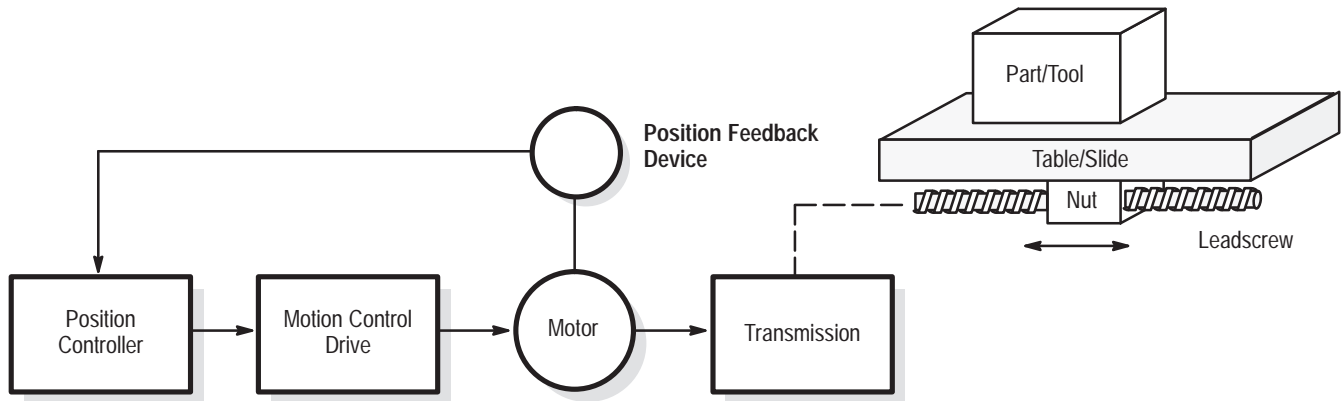 Part/Tool
Position Feedback
Device
Table/Slide
Nut
Leadscrew
Position
Controller
Motion Control
Drive
Motor
Transmission